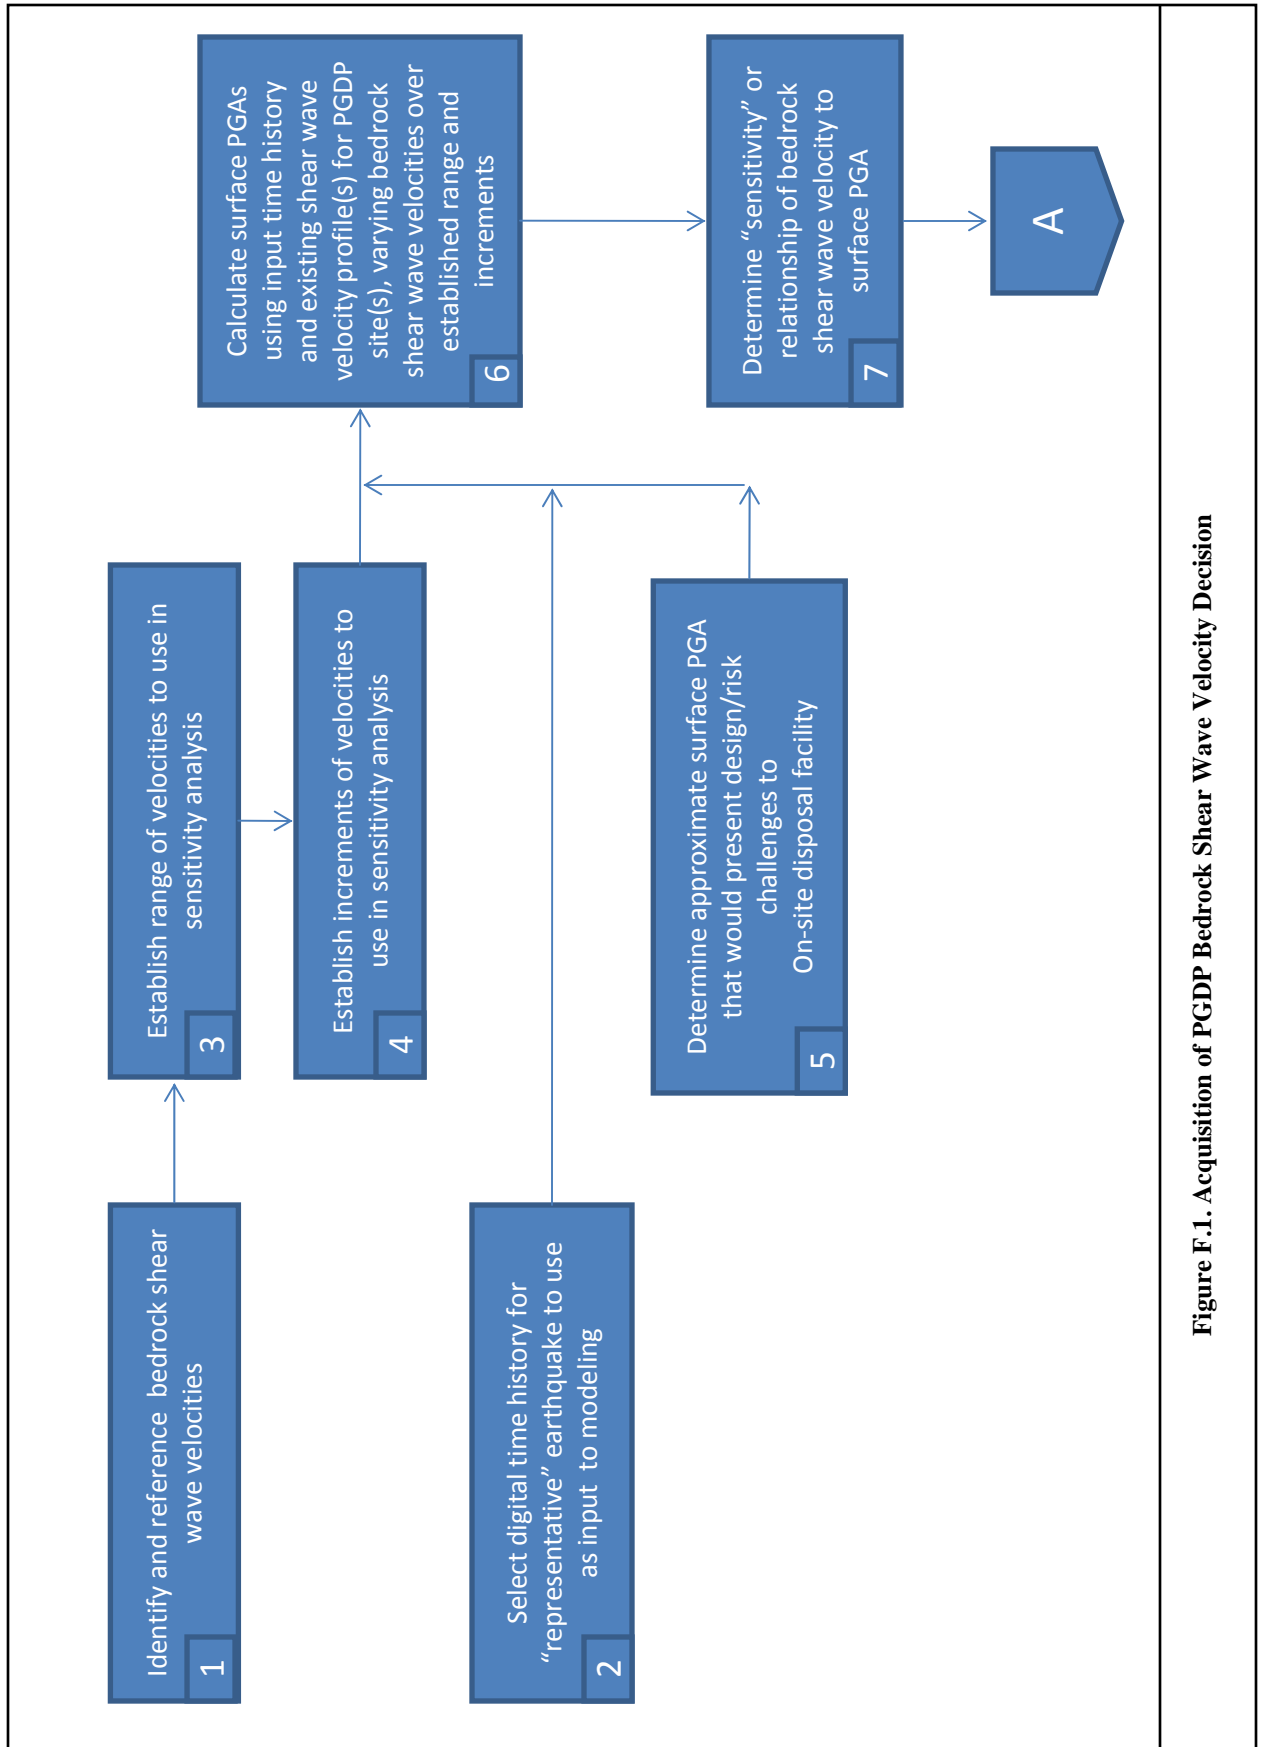 Identify and reference bedrock shear
wave velocities
1
Select digital time history for
“representative” earthquake to use
as input to modeling
2
Establish range of velocities to use in
sensitivity analysis
3
Establish increments of velocities to
use in sensitivity analysis
4
Determine approximate surface PGA
that would present design/risk
challenges to
On-site disposal facility
5
Calculate surface PGAs
using input time history
and existing shear wave
velocity profile(s) for PGDP
site(s), varying bedrock
shear wave velocities over
established range and
increments
6
Determine “sensitivity” or
relationship of bedrock
shear wave velocity to
surface PGA
7
A
Figure F.1. Acquisition of PGDP Bedrock Shear Wave Velocity Decision